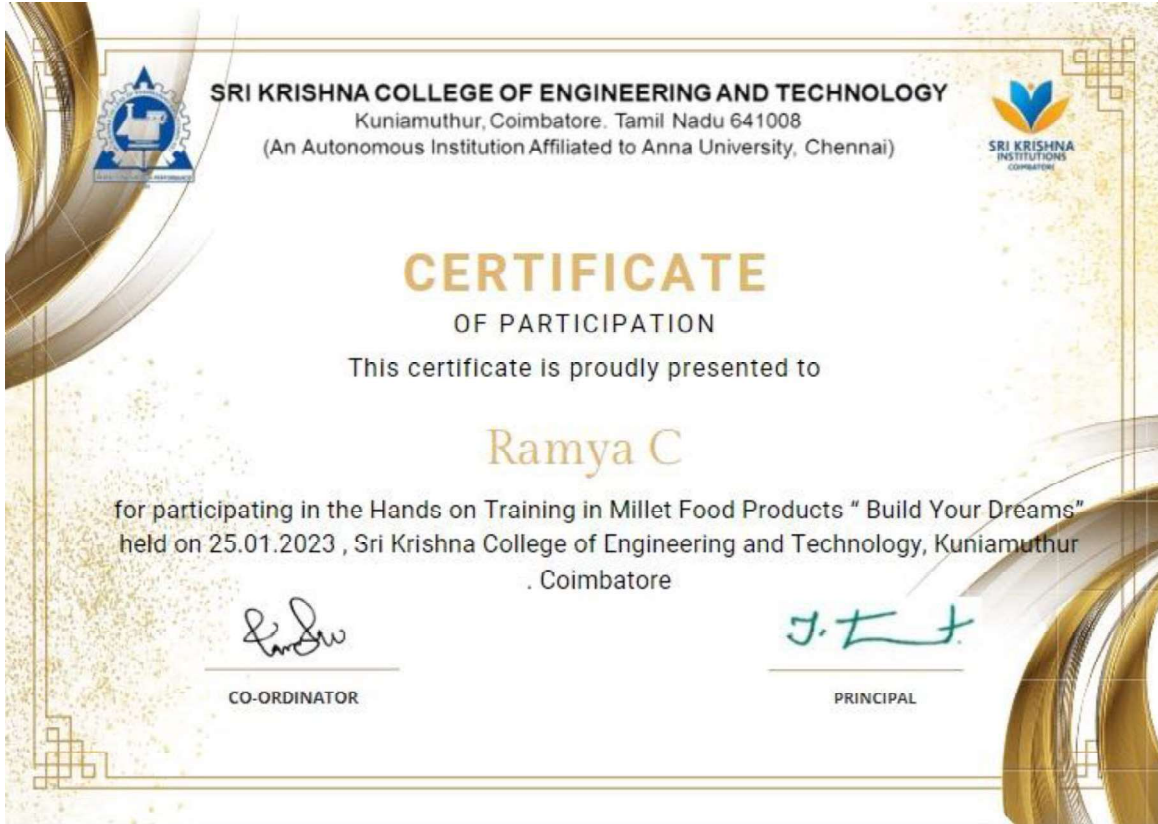 SRI KRISHNA COLLEGE OF ENGINEERING AND TECHNOLOGY
Kuniamuthur, Coimbatore. Tamil Nadu 641008
(An Autonomous Institution Affiliated to Anna University, Chennai)
SRI KRISHNA
INSTITUTIONS
COIMBATORE
CERTIFICATE
OF PARTICIPATION
This certificate is proudly presented to
Ramya C
for participating in the Hands on Training in Millet Food Products “ Build Your Dreams”
held on 25.01.2023 , Sri Krishna College of Engineering and Technology, Kuniamuthur
. Coimbatore
CO-ORDINATOR
PRINCIPAL